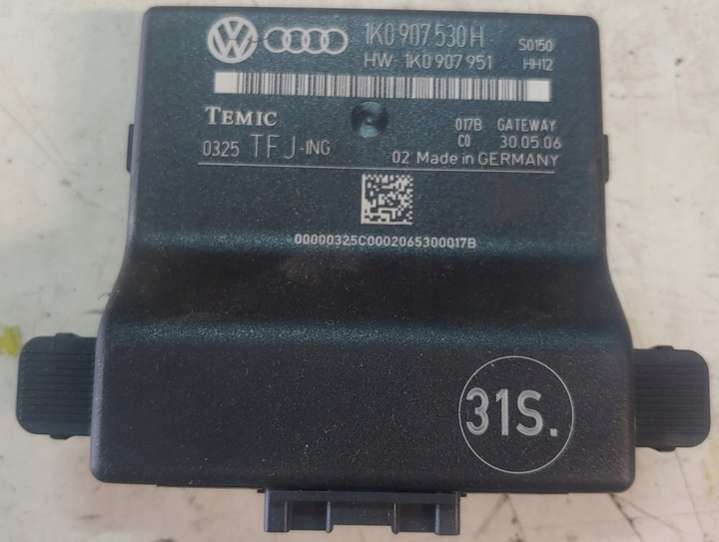 1K0 907 530 H
S0150
HW: 1K0 907 951 HH12
TEMIC
017B GATEWAY
0325 TFJ-ING
C0 30.05.06
02 Made in GERMANY
00000325C0002065300017B
31S.